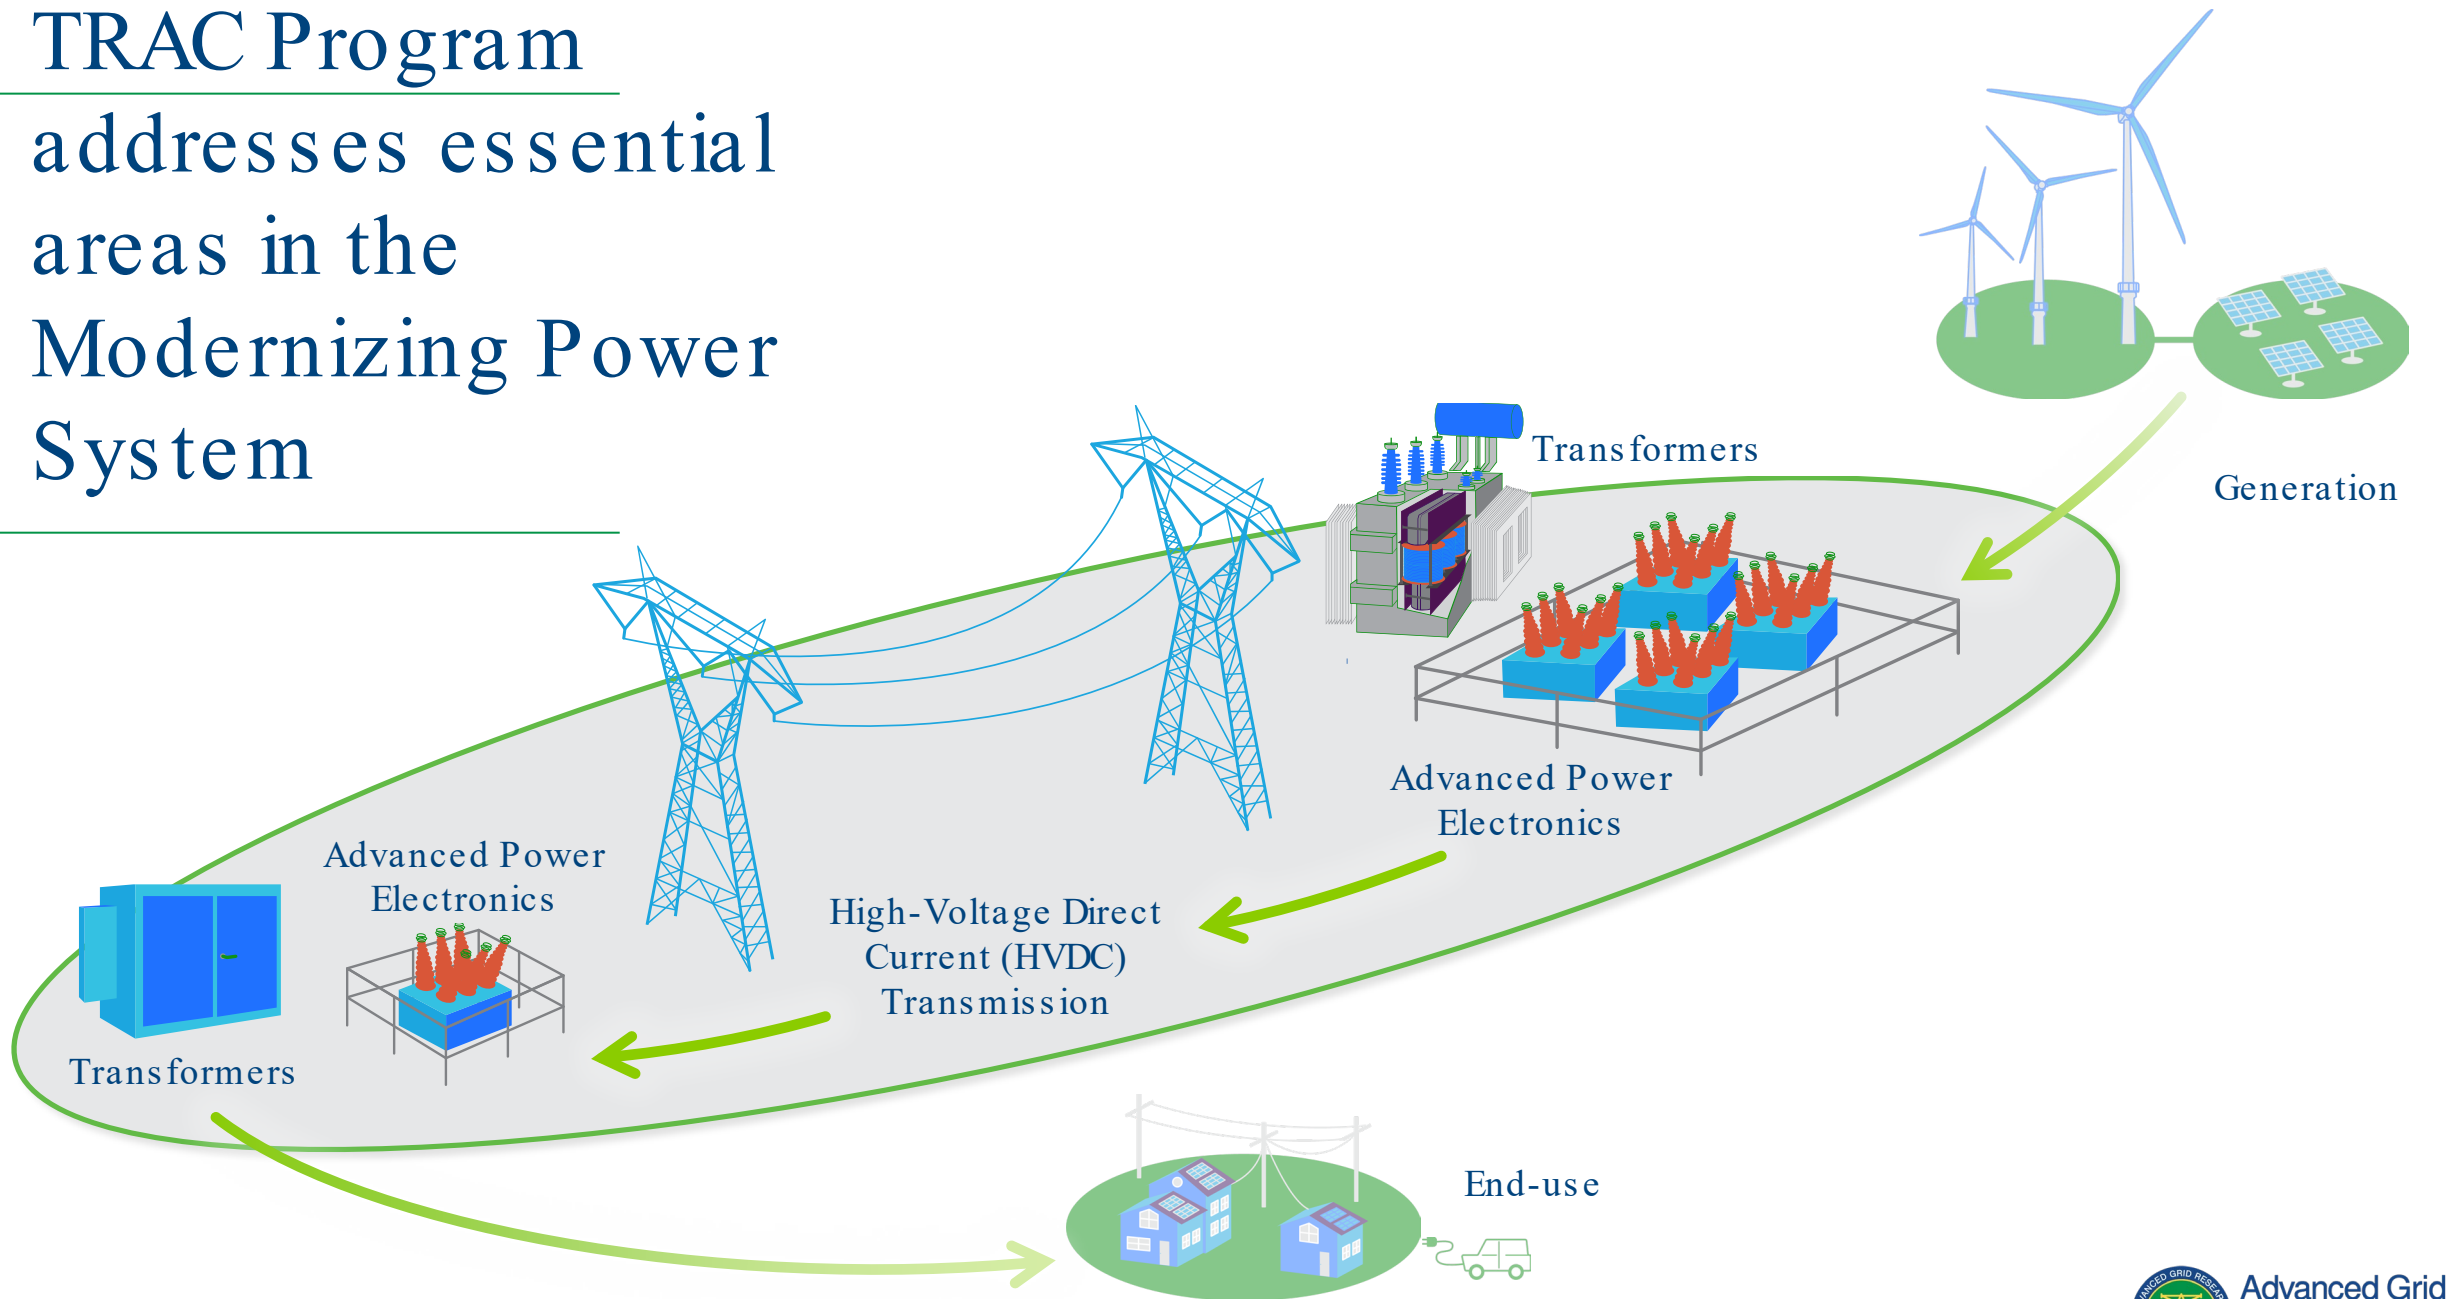 TRAC Program
addresses essential
areas in the
Modernizing Power
System
Transformers
Generation
Advanced Power
Electronics
Advanced Power
Electronics
High-Voltage Direct
Current (HVDC)
Transmission
Transformers
End-use
Advanced Grid